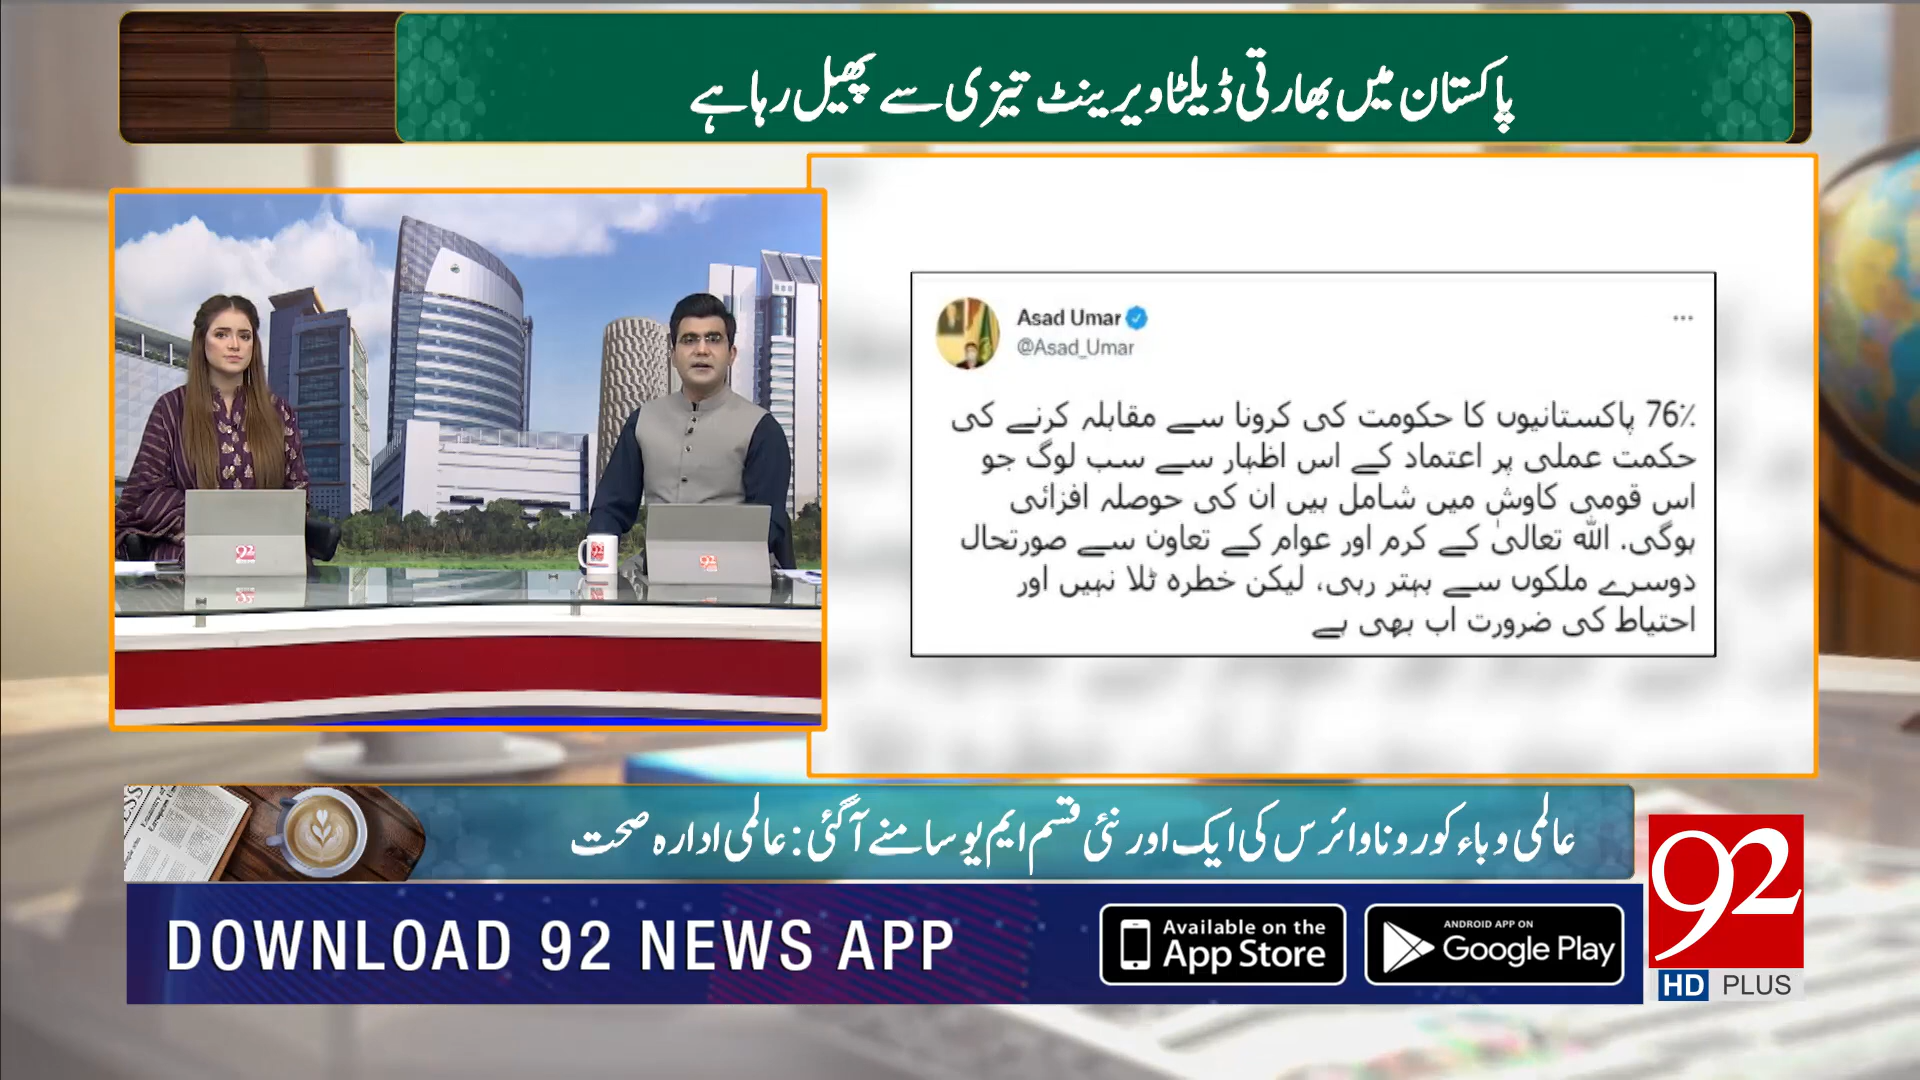 پاکستان میں بھارتی ڈیلٹا ویرینٹ تیزی سے پھیل رہا ہے
Asad Umar
@Asad_Umar
76٪ پاکستانیوں کا حکومت کی کرونا سے مقابلہ کرنے کی
حکمت عملی پر اعتماد کے اس اظہار سے سب لوگ جو
اس قومی کاوش میں شامل ہیں ان کی حوصلہ افزائی
ہوگی. اللہ تعالیٰ کے کرم اور عوام کے تعاون سے صورتحال
دوسرے ملکوں سے بہتر رہی، لیکن خطرہ ٹلا نہیں اور
احتیاط کی ضرورت اب بھی ہے
92
92
92
عالمی وباء کورونا وائرس کی ایک اور نئی قسم ایم یو سامنے آگئی: عالمی ادارہ صحت
DOWNLOAD 92 NEWS APP
Available on the
App Store
ANDROID APP ON
Google Play
92
HD PLUS